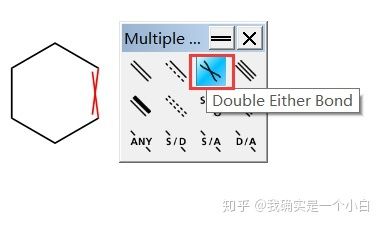 Multiple ...
Double Either Bond
S
ANY S/D S/A D/A
知乎 @我确实是一个小白